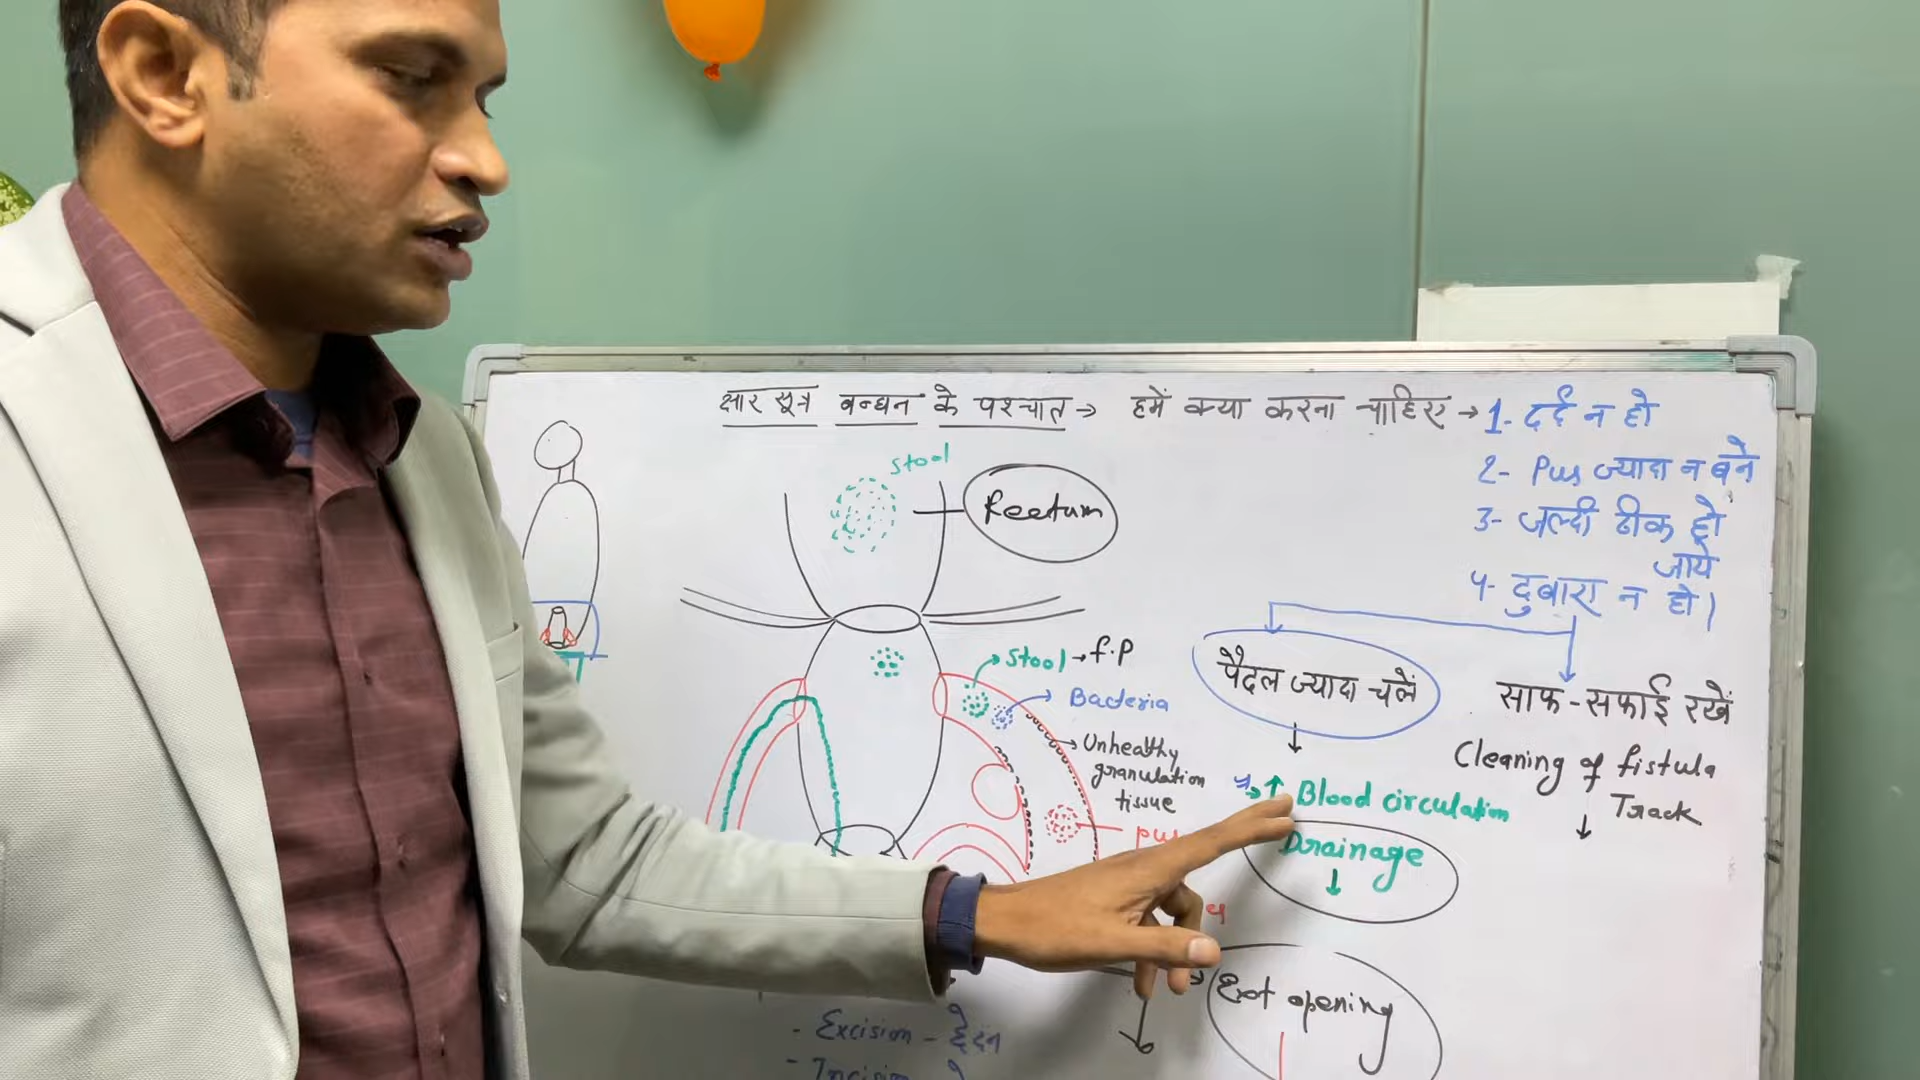 क्षार सूत्र बन्धन के पश्चात → हमें क्या करना चाहिए →
1- दर्द न हो
2- Pus ज्यादा न बने
3- जल्दी ठीक हो
जाये
4- दुबारा न हो।
stool
Rectum
stool → f.P
Bacteria
Unhealthy
granulation
tissue
पैदल ज्यादा चलें
↓
↑ Blood circulation
Drainage
↓
साफ-सफाई रखें
Cleaning of fistula
Track
↓
Ext opening
- Excision - छेदन